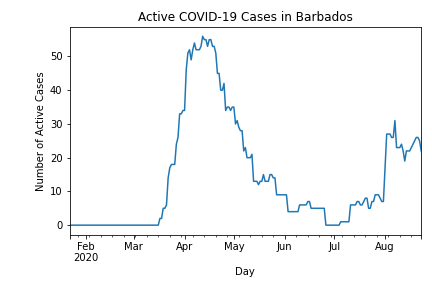 Active COVID-19 Cases in Barbados
Number of Active Cases
50
40
30
20
10
0
Feb Mar Apr May Jun Jul Aug
2020
Day